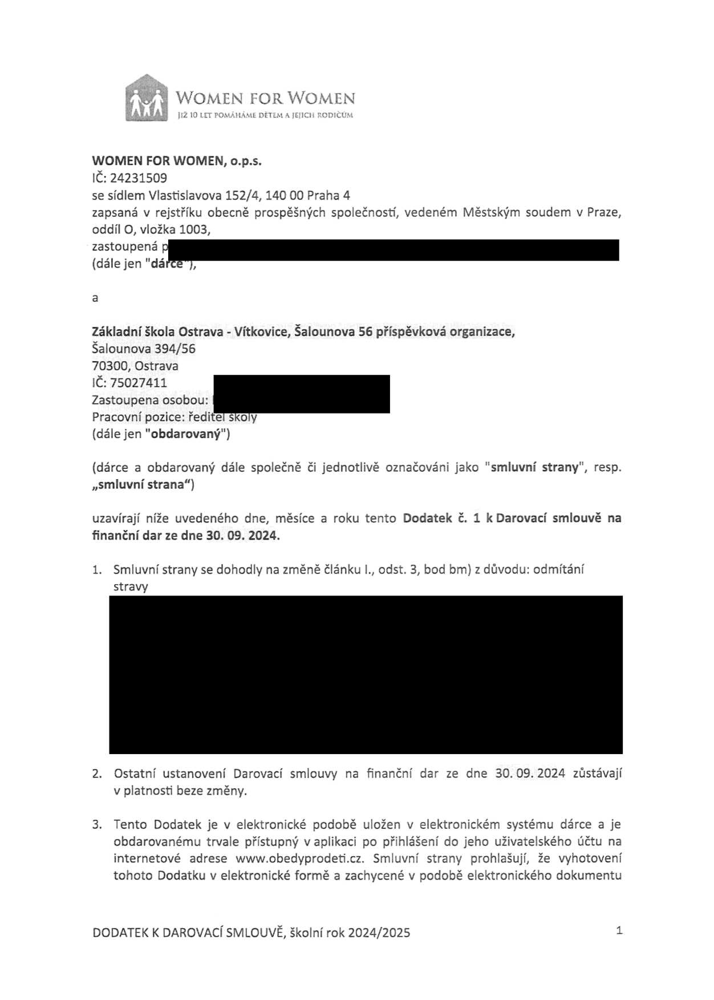 WOMEN FOR WOMEN
JIŽ 10 LET POMÁHÁME DĚTEM A JEJICH RODIČŮM
WOMEN FOR WOMEN, o.p.s.
IČ: 24231509
se sídlem Vlastislavova 152/4, 140 00 Praha 4
zapsaná v rejstříku obecně prospěšných společností, vedeném Městským soudem v Praze,
oddíl O, vložka 1003,
zastoupená p
(dále jen "dárce"),
a
Základní škola Ostrava - Vítkovice, Šalounova 56 příspěvková organizace,
Šalounova 394/56
70300, Ostrava
IČ: 75027411
Zastoupena osobou:
Pracovní pozice: ředitel školy
(dále jen "obdarovaný")
(dárce a obdarovaný dále společně či jednotlivě označováni jako "smluvní strany", resp.
„smluvní strana“)
uzavírají níže uvedeného dne, měsíce a roku tento Dodatek č. 1 k Darovací smlouvě na
finanční dar ze dne 30. 09. 2024.
1. Smluvní strany se dohodly na změně článku I., odst. 3, bod bm) z důvodu: odmítání
stravy
2. Ostatní ustanovení Darovací smlouvy na finanční dar ze dne 30. 09. 2024 zůstávají
v platnosti beze změny.
3. Tento Dodatek je v elektronické podobě uložen v elektronickém systému dárce a je
obdarovanému trvale přístupný v aplikaci po přihlášení do jeho uživatelského účtu na
internetové adrese www.obedyprodeti.cz. Smluvní strany prohlašují, že vyhotovení
tohoto Dodatku v elektronické formě a zachycené v podobě elektronického dokumentu
DODATEK K DAROVACÍ SMLOUVĚ, školní rok 2024/2025
1